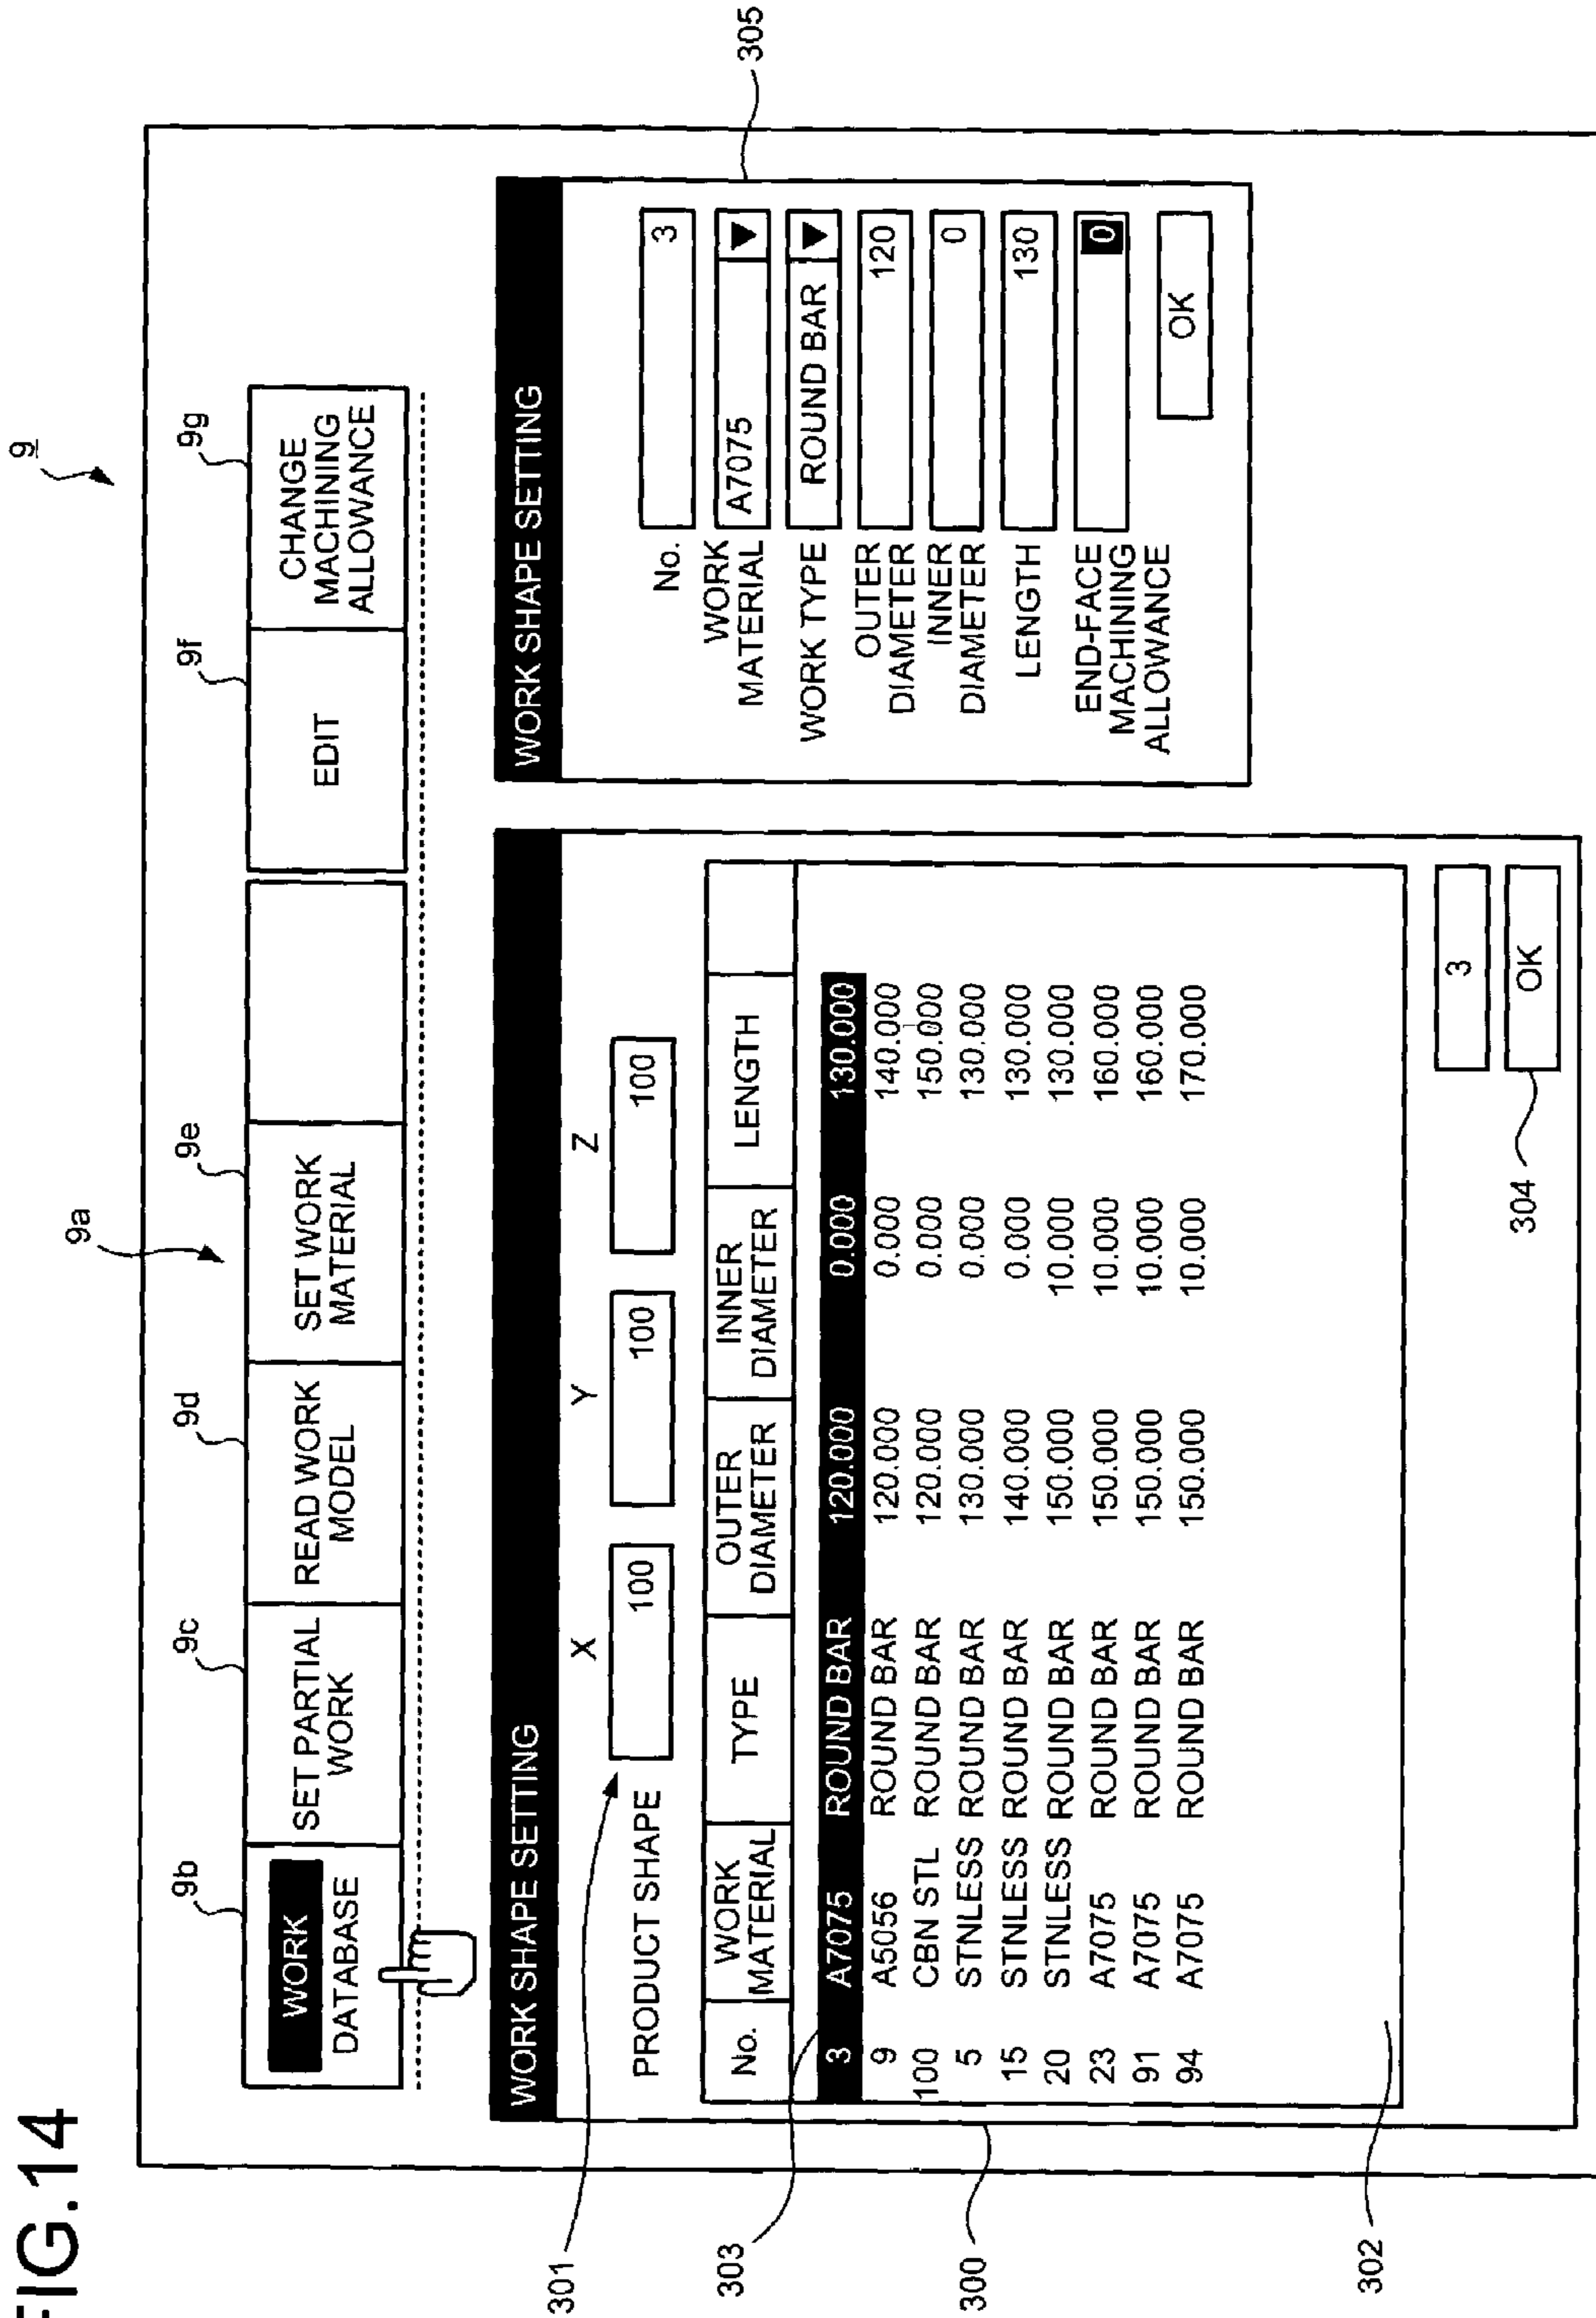 FIG.14
9
9a
9b
9c
9d
9e
9f
9g
WORK
DATABASE
SET PARTIAL
WORK
READ WORK
MODEL
SET WORK
MATERIAL
EDIT
CHANGE
MACHINING
ALLOWANCE
WORK SHAPE SETTING
PRODUCT SHAPE
X
100
Y
100
Z
100
No. WORK MATERIAL TYPE OUTER DIAMETER INNER DIAMETER LENGTH
3 A7075 ROUND BAR 120.000 0.000 130.000
9 A5056 ROUND BAR 120.000 0.000 140.000
100 CBN STL ROUND BAR 120.000 0.000 150.000
5 STNLESS ROUND BAR 130.000 0.000 130.000
15 STNLESS ROUND BAR 140.000 0.000 130.000
20 STNLESS ROUND BAR 150.000 10.000 130.000
23 A7075 ROUND BAR 150.000 10.000 160.000
91 A7075 ROUND BAR 150.000 10.000 160.000
94 A7075 ROUND BAR 150.000 10.000 170.000
3
OK
301
303
300
302
304
WORK SHAPE SETTING
No. 3
WORK
MATERIAL A7075 ▼
WORK TYPE ROUND BAR ▼
OUTER
DIAMETER 120
INNER
DIAMETER 0
LENGTH 130
END-FACE
MACHINING
ALLOWANCE 0
OK
305